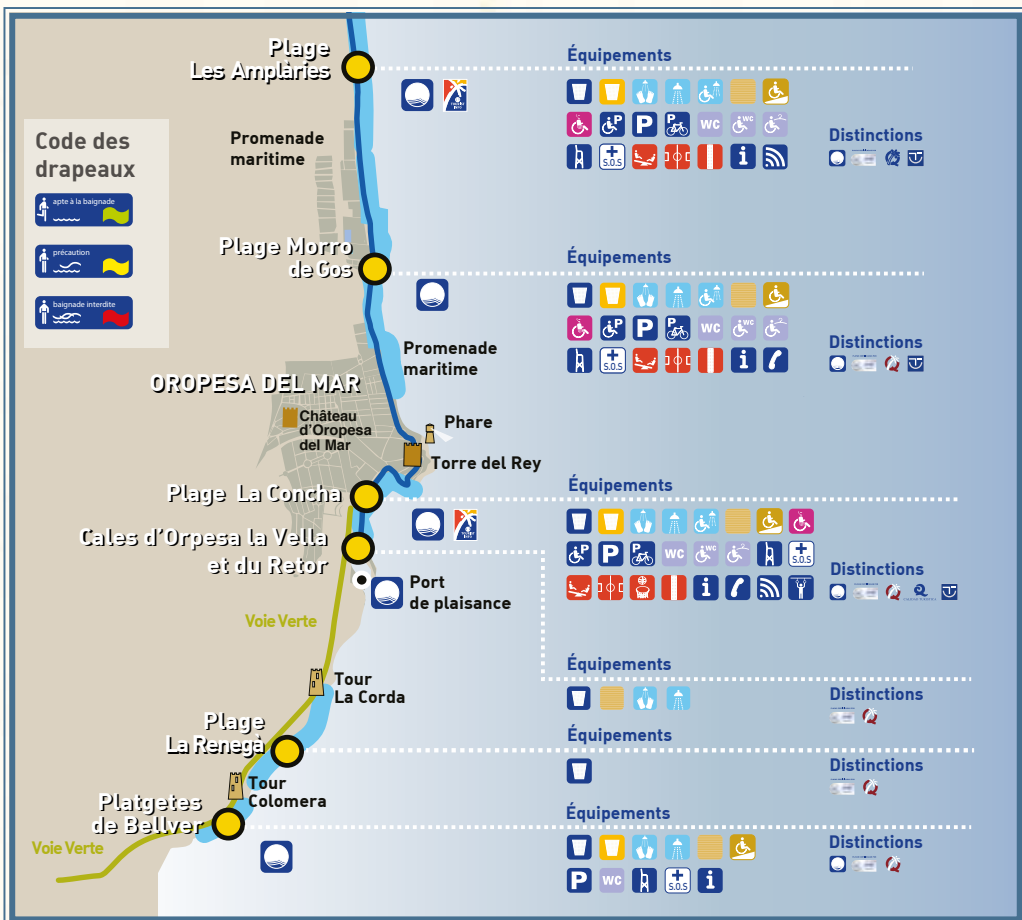 Plage
Les Amplàries
Équipements
WC
WC
P
P
P
S.O.S
i
Distinctions
Code des
drapeaux
apte à la baignade
précaution
baignade interdite
Promenade
maritime
Plage Morro
de Gos
Équipements
P
P
P
WC
WC
S.O.S
i
Distinctions
Promenade
maritime
OROPESA DEL MAR
Château
d'Oropesa
del Mar
Phare
Torre del Rey
Plage La Concha
Équipements
P
P
P
WC
WC
S.O.S
i
Distinctions
Cales d'Orpesa la Vella
et du Retor
Port
de plaisance
Voie Verte
Tour
La Corda
Équipements
Distinctions
Plage
La Renegà
Équipements
Distinctions
Tour
Colomera
Platgetes
de Bellver
Voie Verte
Équipements
P
WC
S.O.S
i
Distinctions